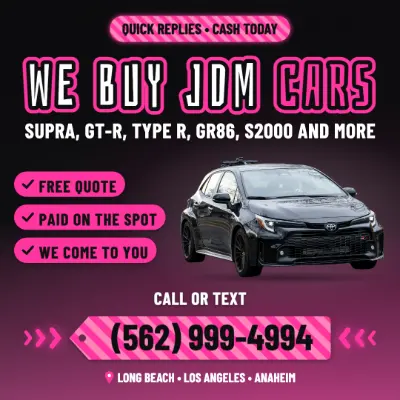 QUICK REPLIES • CASH TODAY
WE BUY JDM CARS
SUPRA, GT-R, TYPE R, GR86, S2000 AND MORE
FREE QUOTE
PAID ON THE SPOT
WE COME TO YOU
CALL OR TEXT
(562) 999-4994
LONG BEACH • LOS ANGELES • ANAHEIM